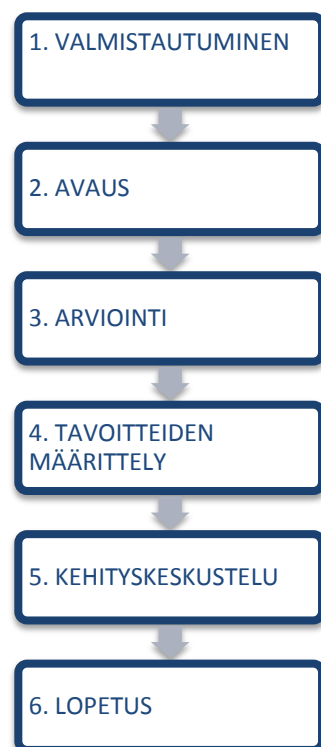 1. VALMISTAUTUMINEN
2. AVAUS
3. ARVIOINTI
4. TAVOITTEIDEN
MÄÄRITTELY
5. KEHITYSKESKUSTELU
6. LOPETUS